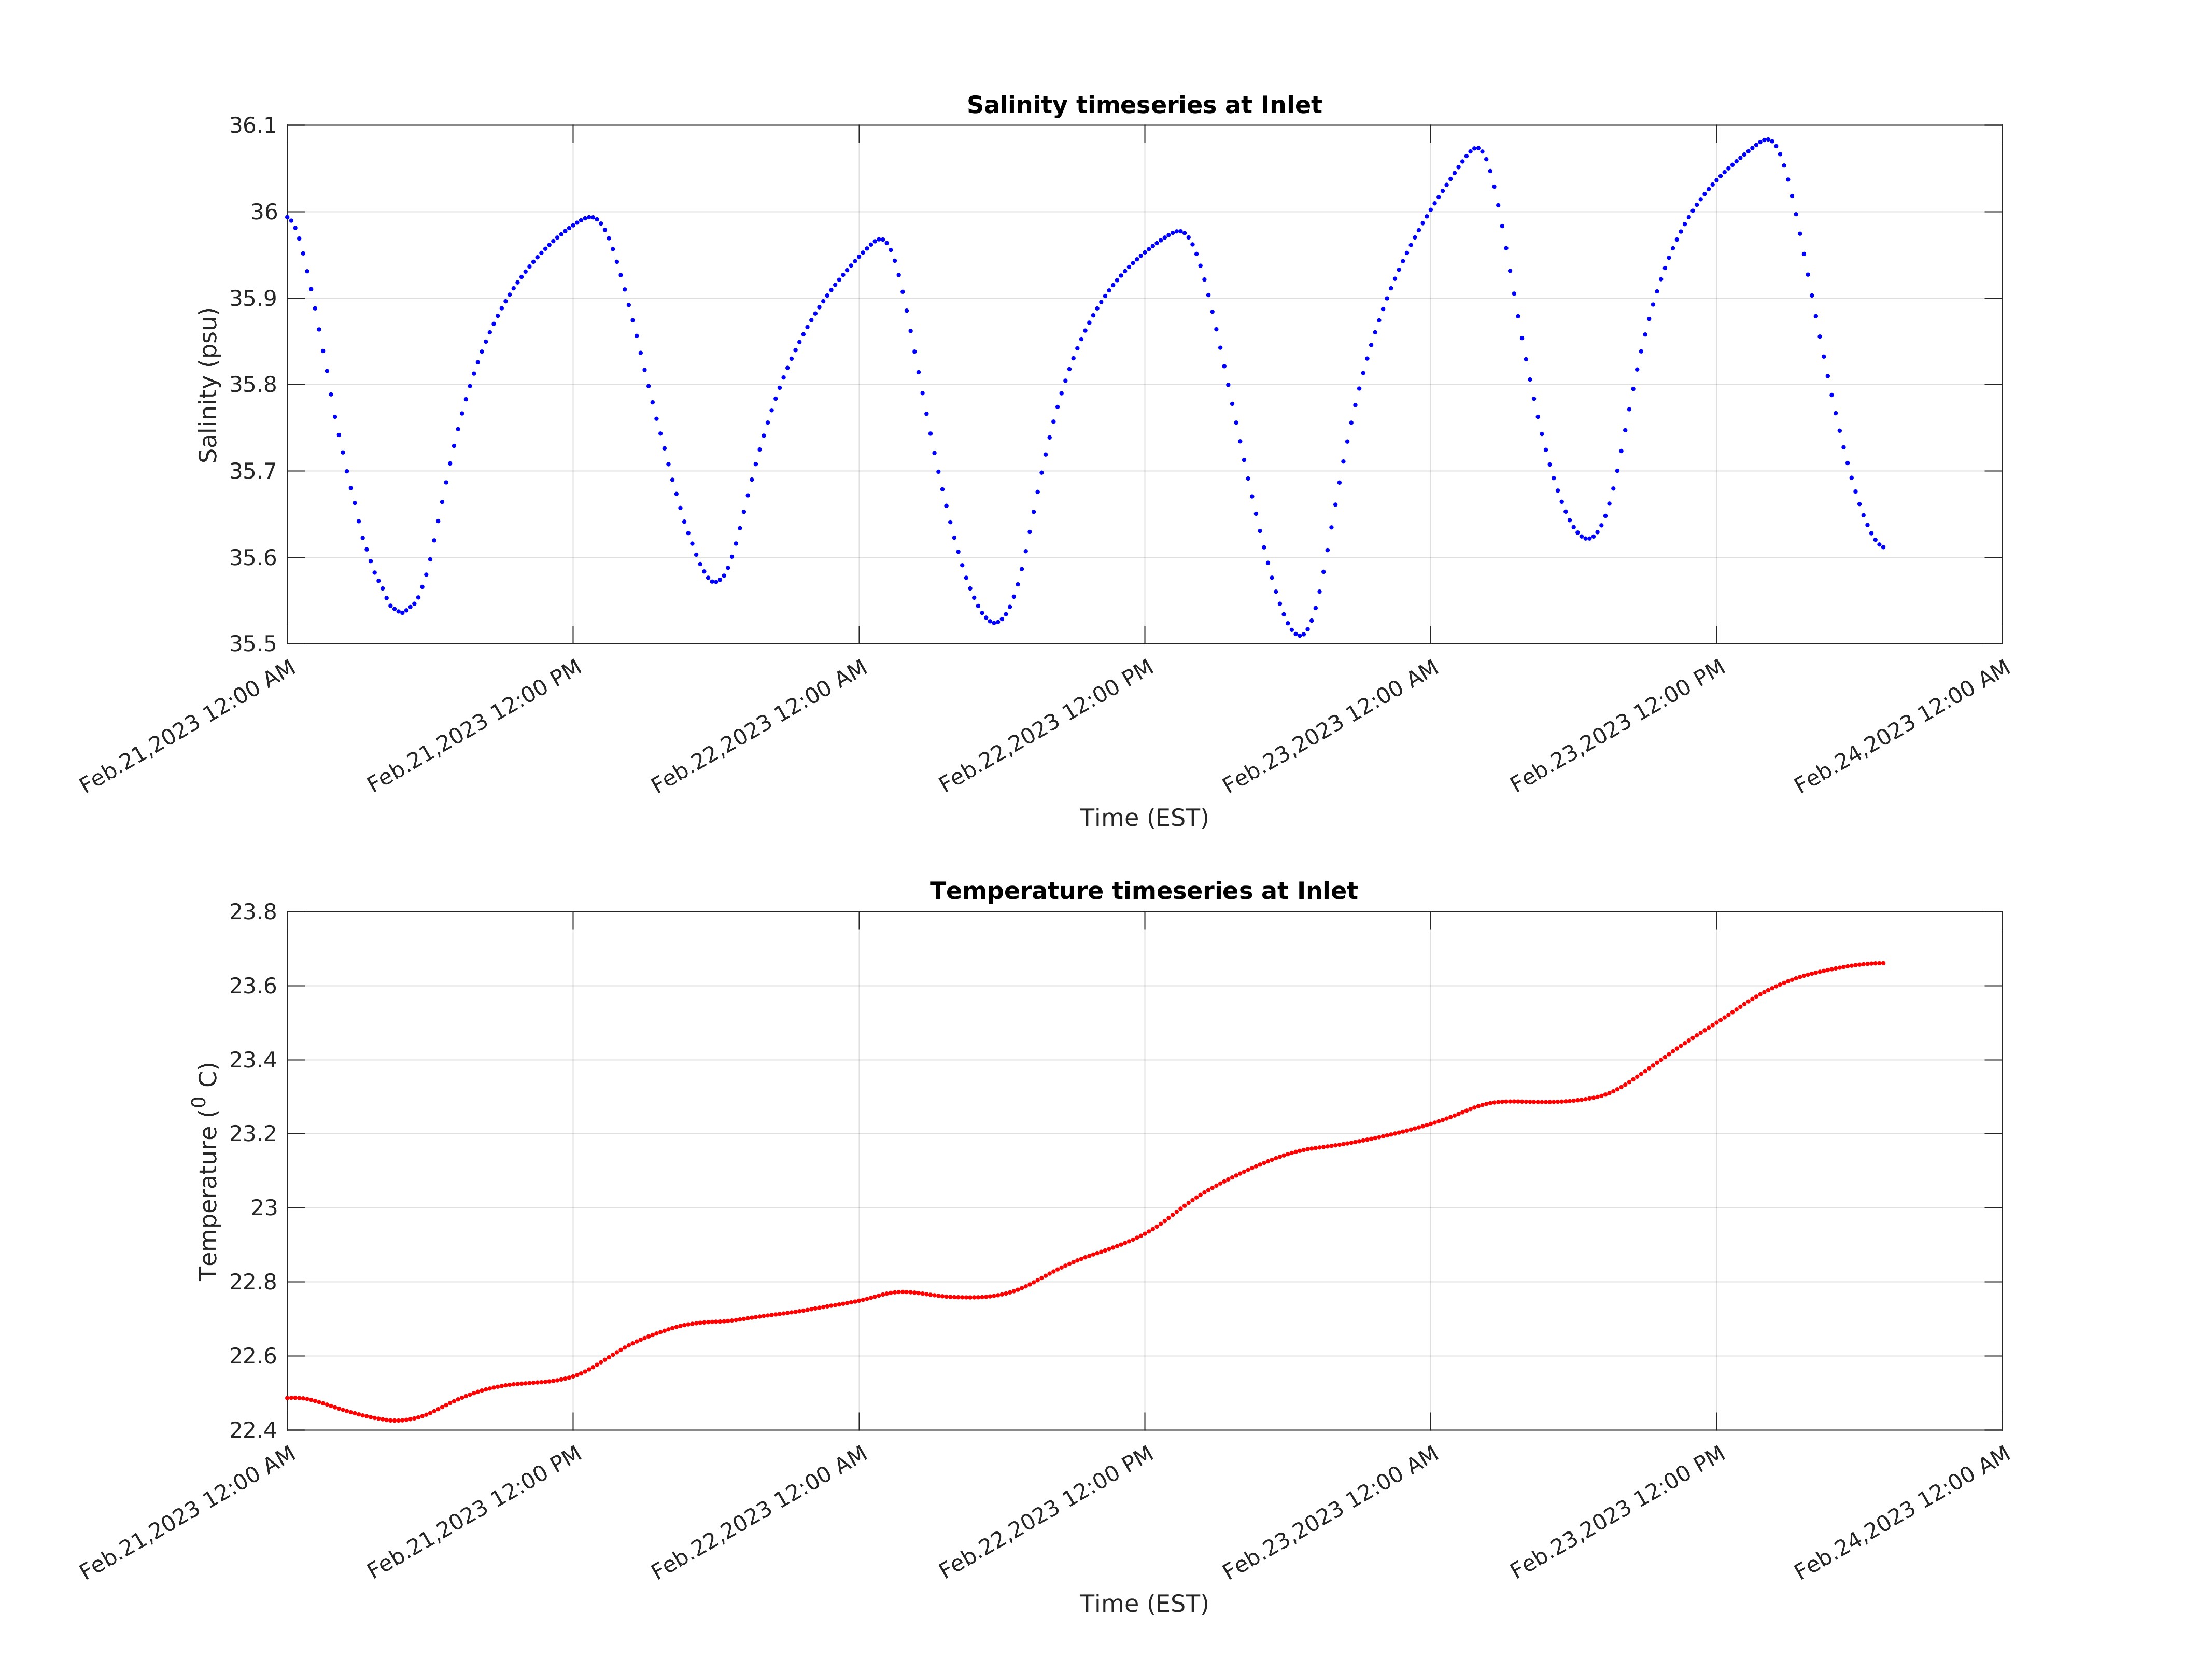 Salinity timeseries at Inlet
36.1
36
35.9
35.8
35.7
35.6
35.5
Salinity (psu)
Feb.21,2023 12:00 AM
Feb.21,2023 12:00 PM
Feb.22,2023 12:00 AM
Feb.22,2023 12:00 PM
Feb.23,2023 12:00 AM
Feb.23,2023 12:00 PM
Feb.24,2023 12:00 AM
Time (EST)
Temperature timeseries at Inlet
23.8
23.6
23.4
23.2
23
22.8
22.6
22.4
Temperature (⁰ C)
Feb.21,2023 12:00 AM
Feb.21,2023 12:00 PM
Feb.22,2023 12:00 AM
Feb.22,2023 12:00 PM
Feb.23,2023 12:00 AM
Feb.23,2023 12:00 PM
Feb.24,2023 12:00 AM
Time (EST)